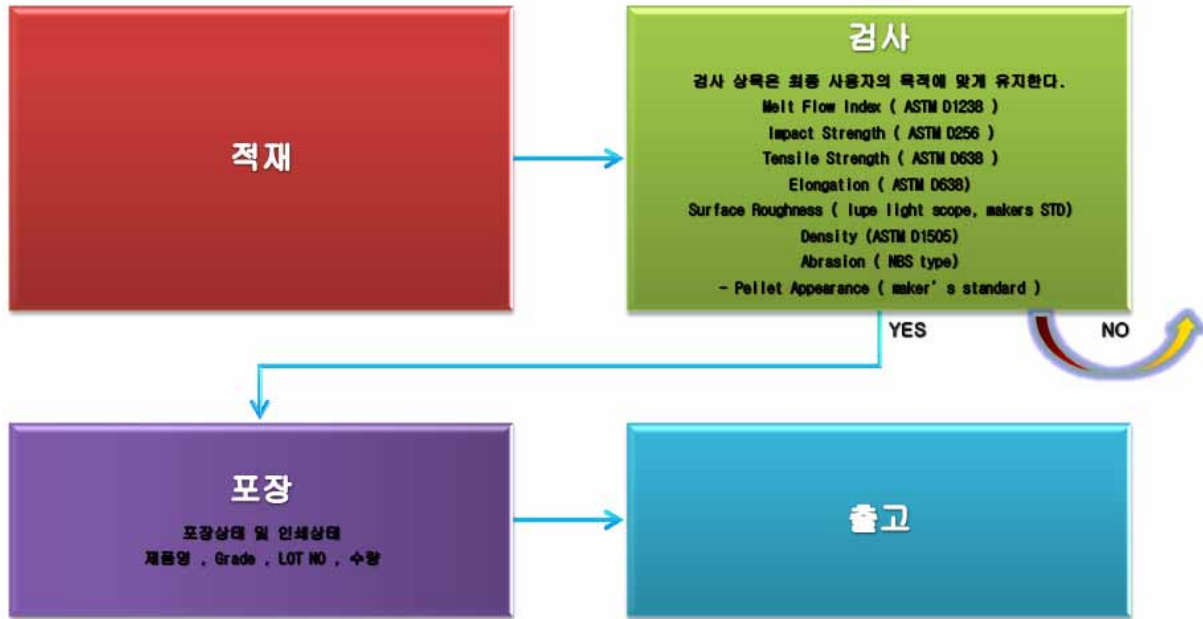 적재
검사
검사 상목은 최종 사용자의 목적에 맞게 유지한다.
Melt Flow Index ( ASTM D1238 )
Impact Strength ( ASTM D256 )
Tensile Strength ( ASTM D638 )
Elongation ( ASTM D638)
Surface Roughness ( lupe light scope, makers STD)
Density (ASTM D1505)
Abrasion ( NBS type)
- Pellet Appearance ( maker’ s standard )
YES
NO
포장
포장상태 및 인쇄상태
제품명 , Grade , LOT NO , 수량
출고